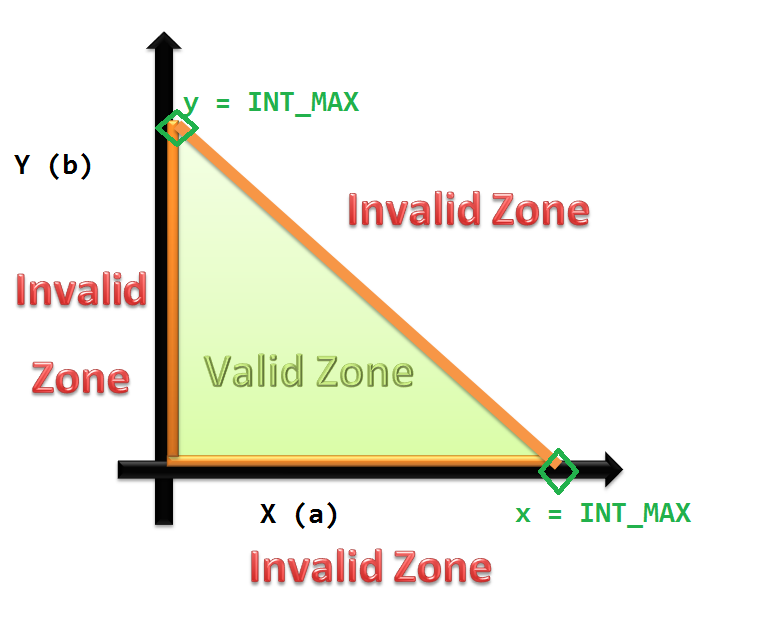 y = INT_MAX
Y (b)
Invalid Zone
Invalid
Zone
Valid Zone
X (a)
x = INT_MAX
Invalid Zone